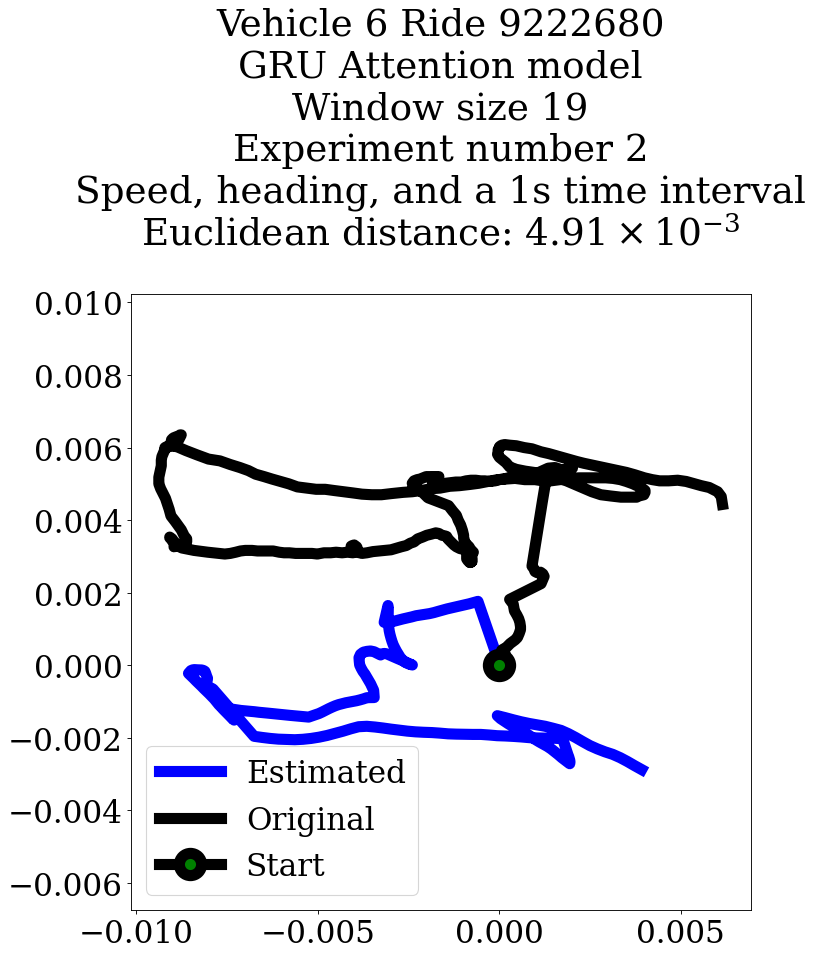 Vehicle 6 Ride 9222680
GRU Attention model
Window size 19
Experiment number 2
Speed, heading, and a 1s time interval
Euclidean distance: 4.91 × 10⁻³
0.010
0.008
0.006
0.004
0.002
0.000
−0.002
−0.004
−0.006
Estimated
Original
Start
−0.010 −0.005 0.000 0.005